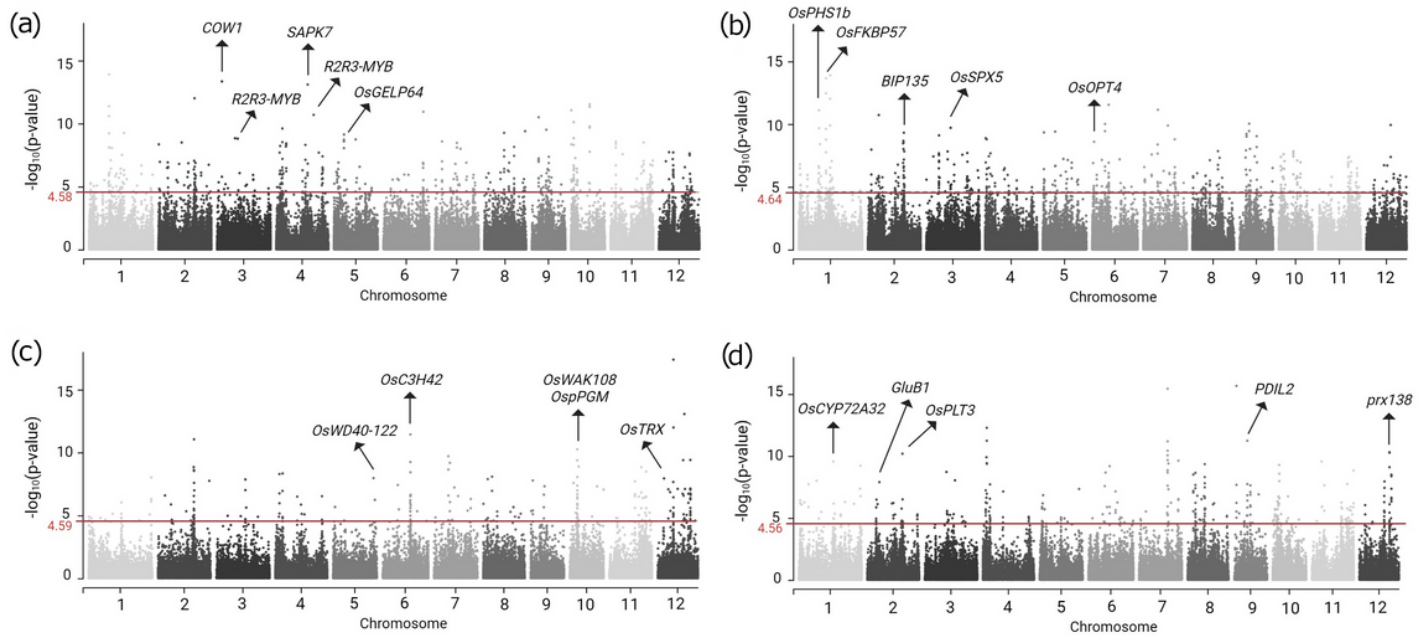 (a)
COW1
SAPK7
R2R3-MYB
R2R3-MYB
OsGELP64
-log10(p-value)
15
10
5
4.58
0
1 2 3 4 5 6 7 8 9 10 11 12
Chromosome
(b)
OsPHS1b
OsFKBP57
BIP135
OsSPX5
OsOPT4
-log10(p-value)
15
10
5
4.64
0
1 2 3 4 5 6 7 8 9 10 11 12
Chromosome
(c)
OsC3H42
OsWAK108
OspPGM
OsWD40-122
OsTRX
-log10(p-value)
15
10
5
4.59
0
1 2 3 4 5 6 7 8 9 10 11 12
Chromosome
(d)
GluB1
PDIL2
OsCYP72A32
OsPLT3
prx138
-log10(p-value)
15
10
5
4.56
0
1 2 3 4 5 6 7 8 9 10 11 12
Chromosome